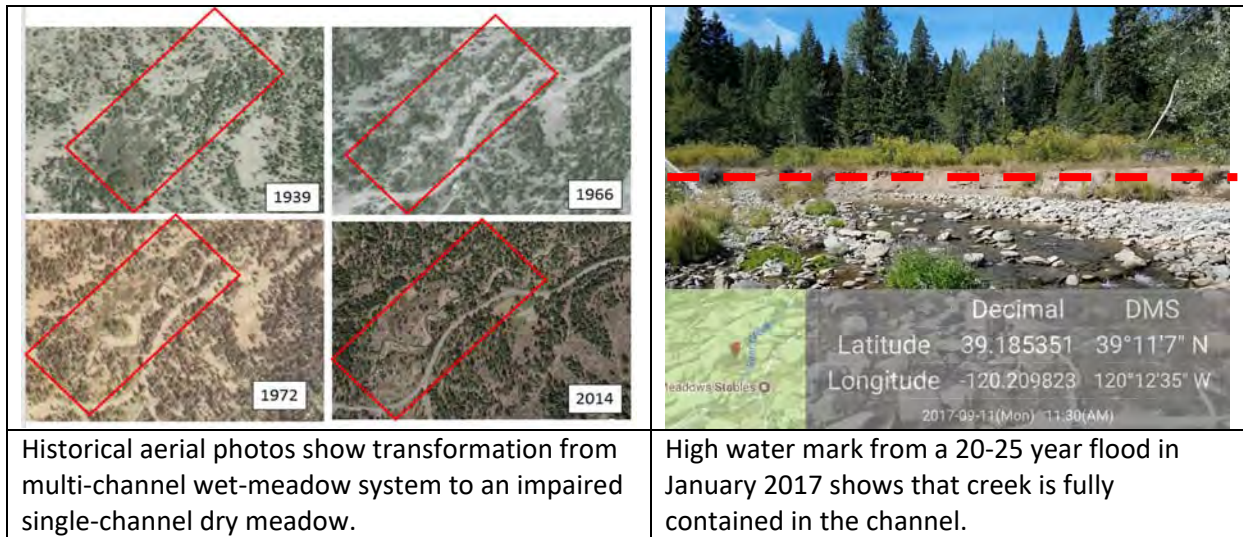 1939
1966
1972
2014
Historical aerial photos show transformation from
multi-channel wet-meadow system to an impaired
single-channel dry meadow.
Decimal DMS
Latitude 39.185351 39°11'7" N
Longitude -120.209823 120°12'35" W
Meadows Stables
2017-09-11(Mon) 11:30(AM)
High water mark from a 20-25 year flood in
January 2017 shows that creek is fully
contained in the channel.